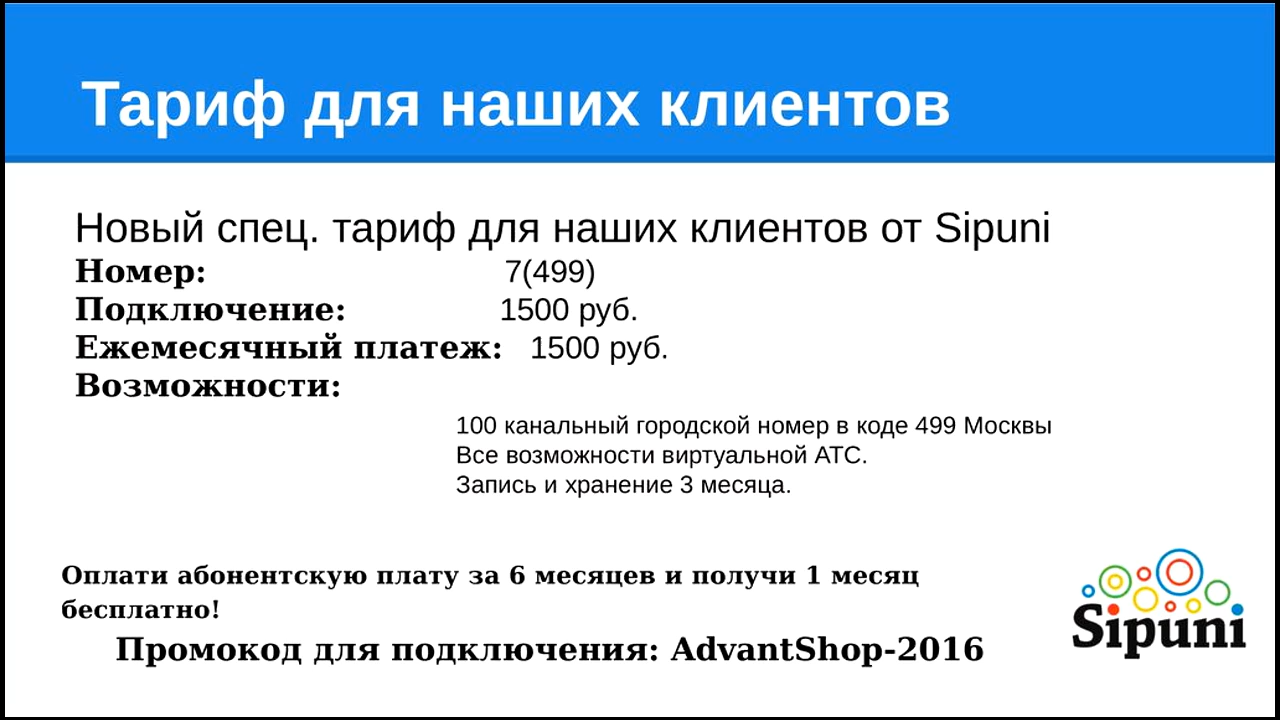 Тариф для наших клиентов
Новый спец. тариф для наших клиентов от Sipuni
Номер: 7(499)
Подключение: 1500 руб.
Ежемесячный платеж: 1500 руб.
Возможности:
100 канальный городской номер в коде 499 Москвы
Все возможности виртуальной АТС.
Запись и хранение 3 месяца.
Оплати абонентскую плату за 6 месяцев и получи 1 месяц
бесплатно!
Промокод для подключения: AdvantShop-2016
Sipuni